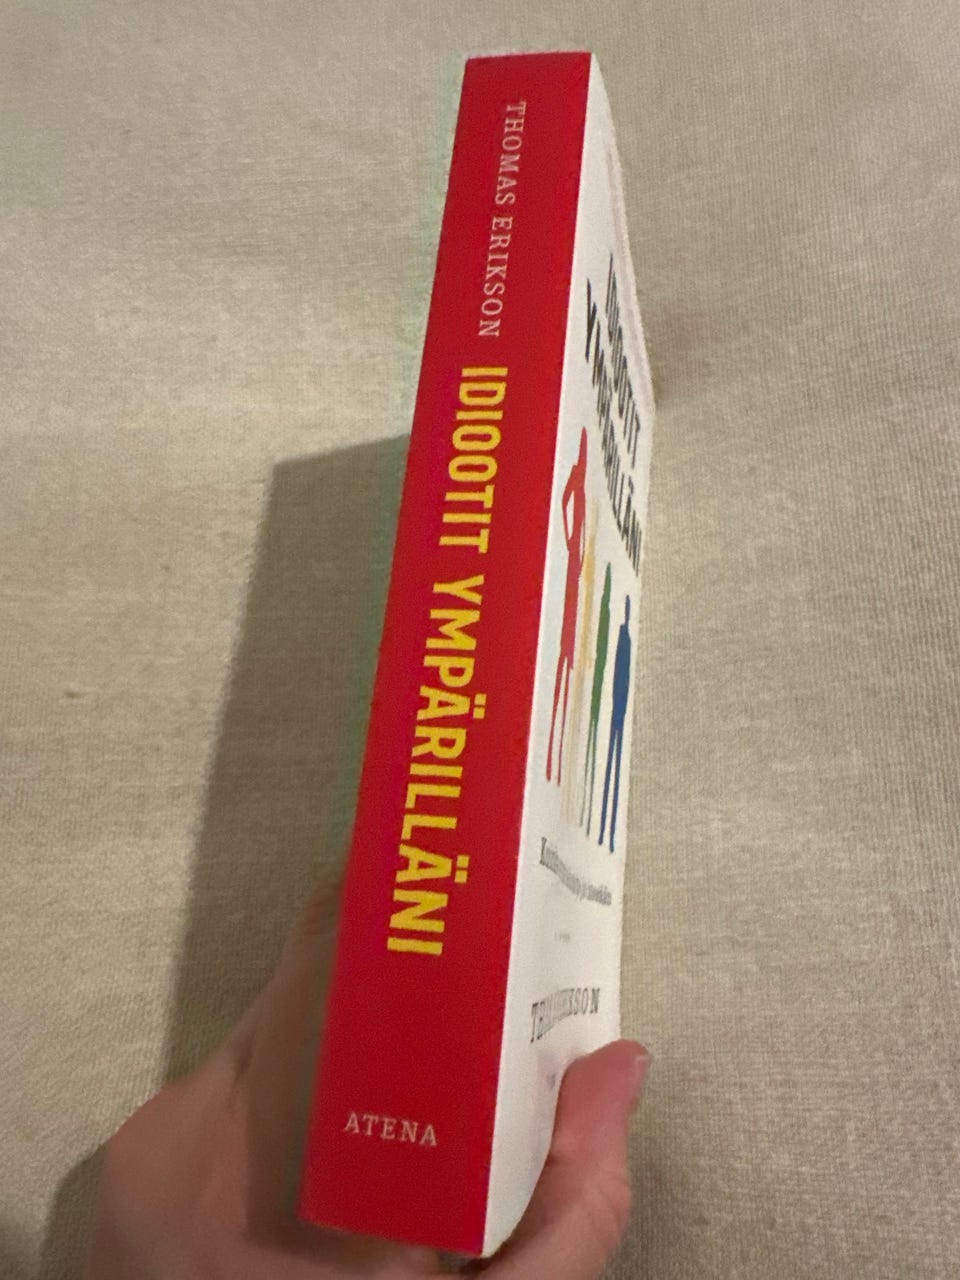 THOMAS ERIKSON
IDIOOTIT YMPÄRILLÄNI
ATENA
IDIOOTIT
YMPÄRILLÄNI